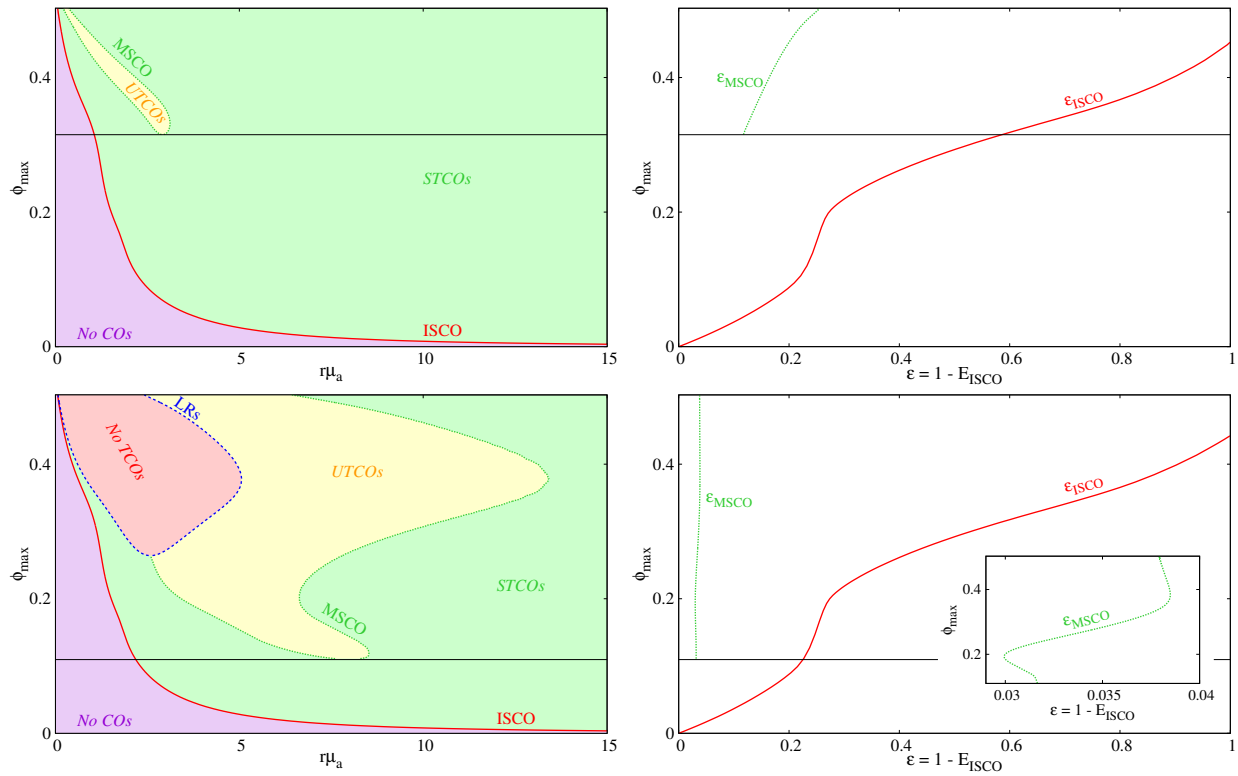 MSCO
UTCOs
STCOs
No COs
ISCO
ϕmax
0
0.2
0.4
0
5
10
15
rμa
εMSCO
εISCO
ϕmax
0
0.2
0.4
0
0.2
0.4
0.6
0.8
1
ε = 1 - EISCO
LRs
No TCOs
UTCOs
STCOs
MSCO
No COs
ISCO
ϕmax
0
0.2
0.4
0
5
10
15
rμa
εMSCO
εISCO
ϕmax
0
0.2
0.4
0
0.2
0.4
0.6
0.8
1
ε = 1 - EISCO
εMSCO
ϕmax
0.2
0.4
0.03
0.035
0.04
ε = 1 - EISCO